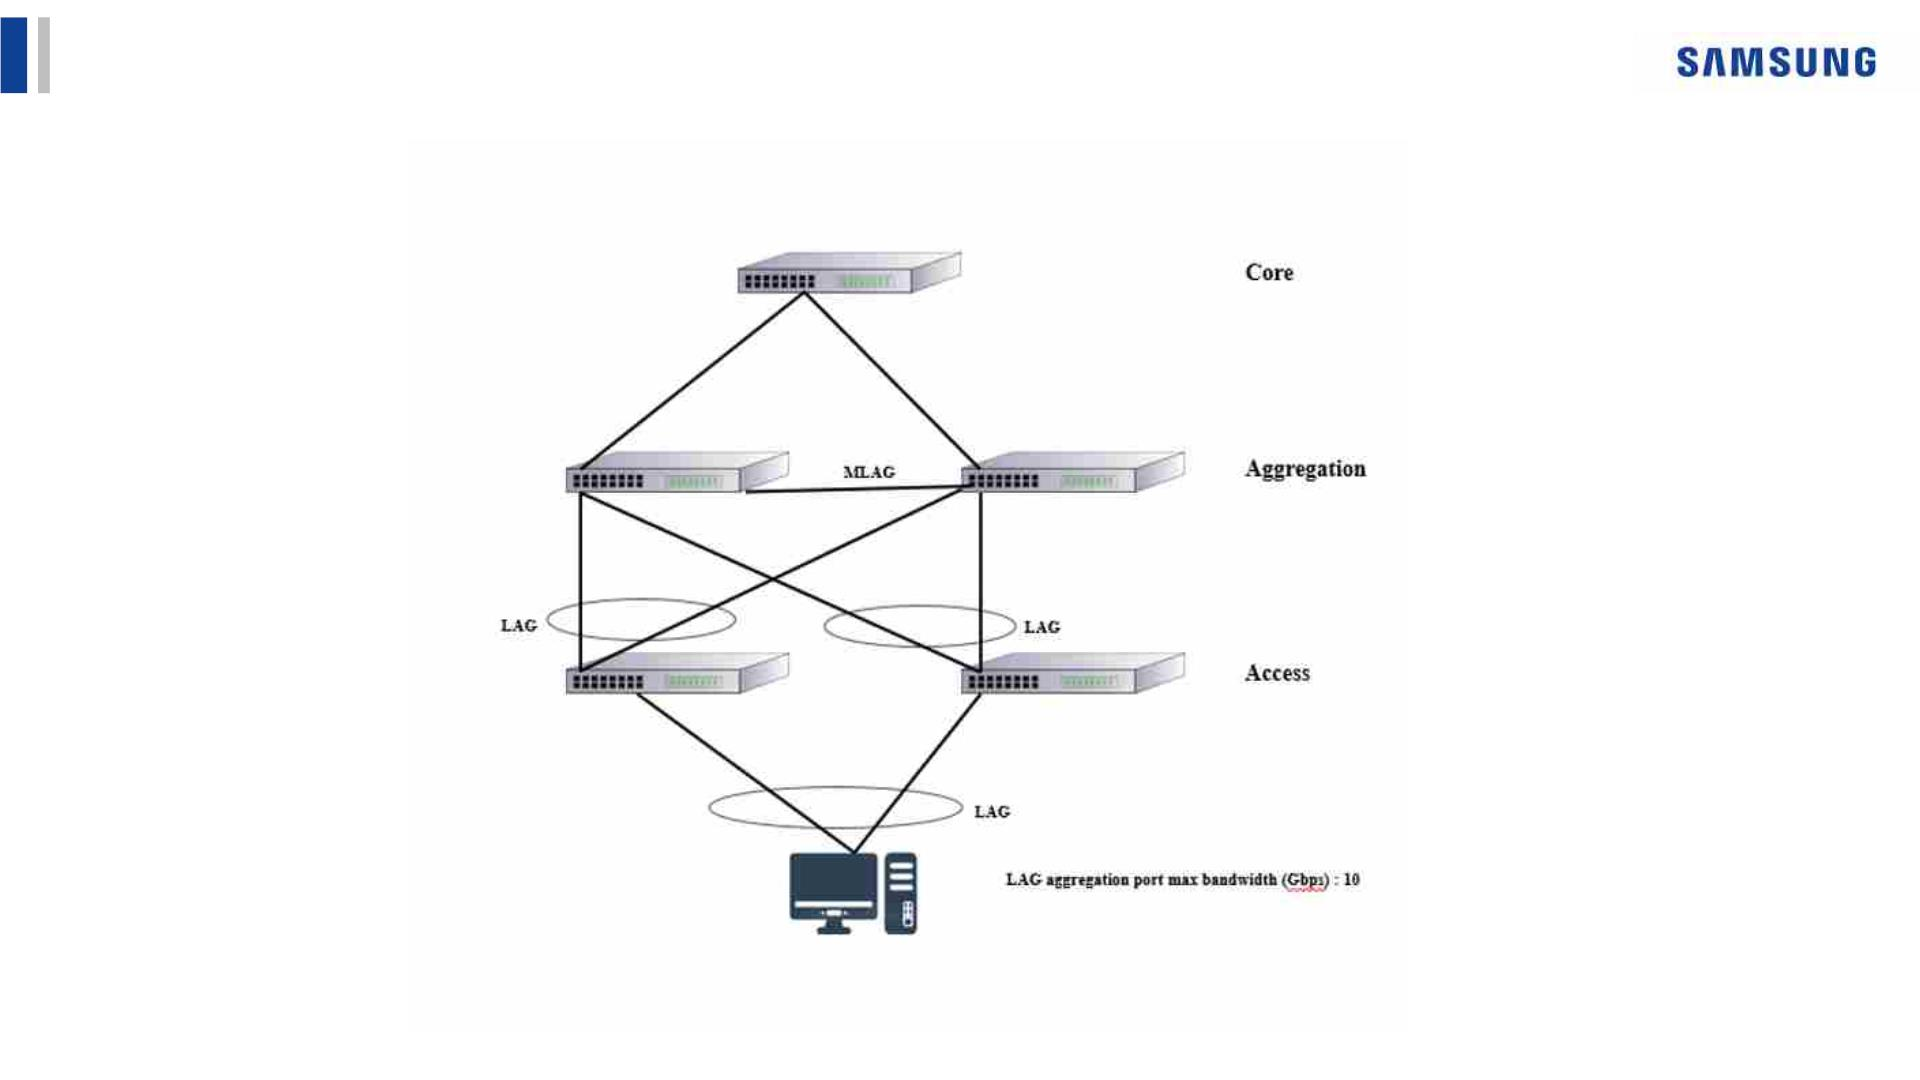 SAMSUNG
Core
MLAG
Aggregation
LAG
LAG
Access
LAG
LAG aggregation port max bandwidth (Gbps) : 10